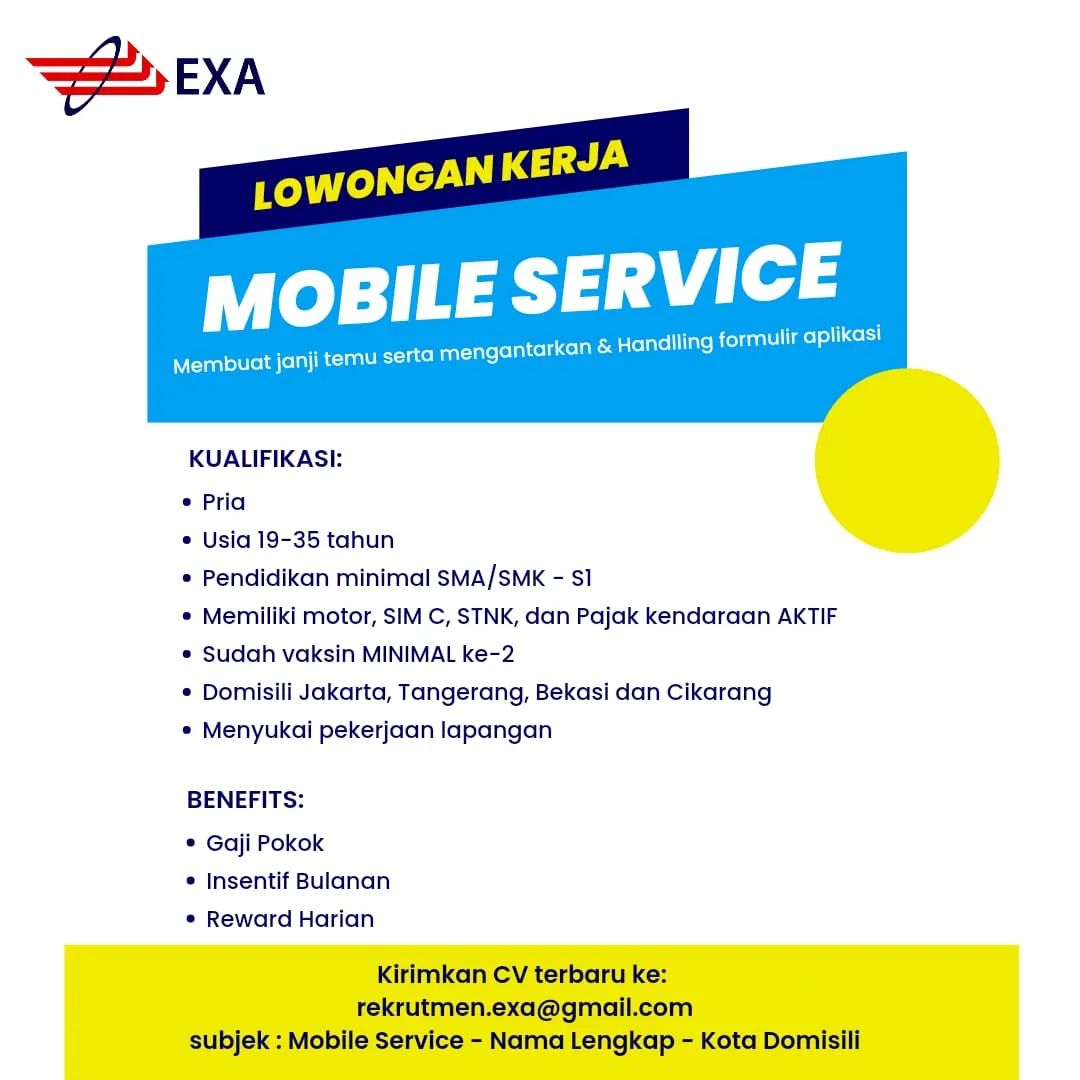 EXA
LOWONGAN KERJA
MOBILE SERVICE
Membuat janji temu serta mengantarkan & Handlling formulir aplikasi
KUALIFIKASI:
• Pria
• Usia 19-35 tahun
• Pendidikan minimal SMA/SMK - S1
• Memiliki motor, SIM C, STNK, dan Pajak kendaraan AKTIF
• Sudah vaksin MINIMAL ke-2
• Domisili Jakarta, Tangerang, Bekasi dan Cikarang
• Menyukai pekerjaan lapangan
BENEFITS:
• Gaji Pokok
• Insentif Bulanan
• Reward Harian
Kirimkan CV terbaru ke:
rekrutmen.exa@gmail.com
subjek : Mobile Service - Nama Lengkap - Kota Domisili